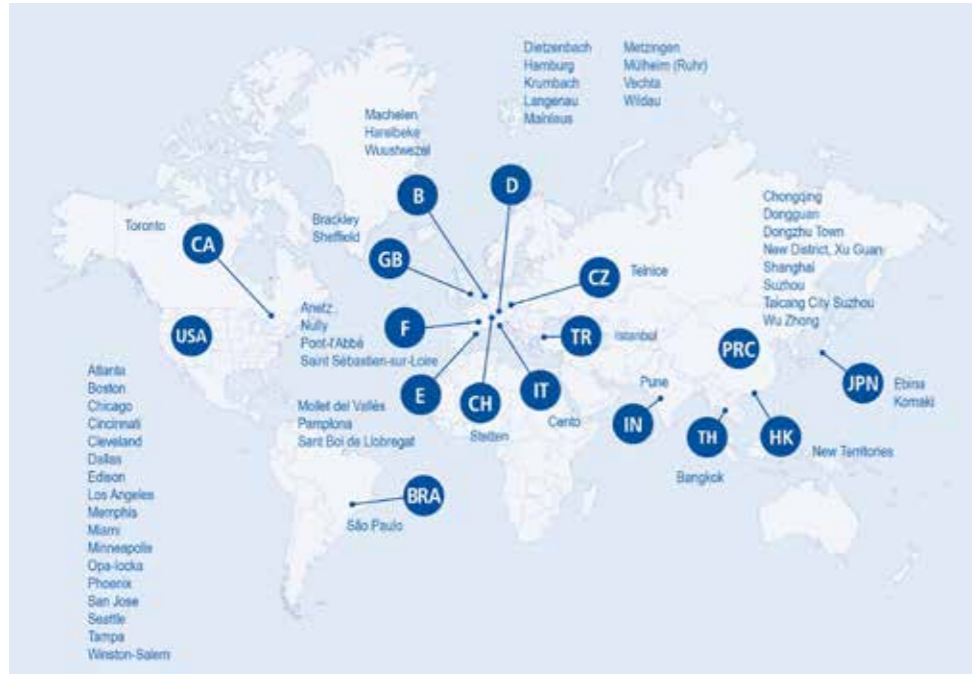 Dietzenbach
Hamburg
Krumbach
Langenau
Mainleus
Metzingen
Mülheim (Ruhr)
Vechta
Wildau
Machelen
Harelbeke
Wuustwezel
B
D
Brackley
Sheffield
GB
Toronto
CA
CZ
Telnice
Chongqing
Dongguan
Dongzhu Town
New District, Xu Guan
Shanghai
Suzhou
Taicang City Suzhou
Wu Zhong
PRC
USA
Anetz
Nully
Pont-l'Abbé
Saint Sébastien-sur-Loire
F
TR
Istanbul
Atlanta
Boston
Chicago
Cincinnati
Cleveland
Dallas
Edison
Los Angeles
Memphis
Miami
Minneapolis
Opa-locka
Phoenix
San Jose
Seattle
Tampa
Winston-Salem
Mollet del Vallès
Pamplona
Sant Boi de Llobregat
E
CH
Stetten
IT
Cento
Pune
IN
TH
Bangkok
HK
New Territories
JPN
Ebina
Komaki
BRA
São Paulo